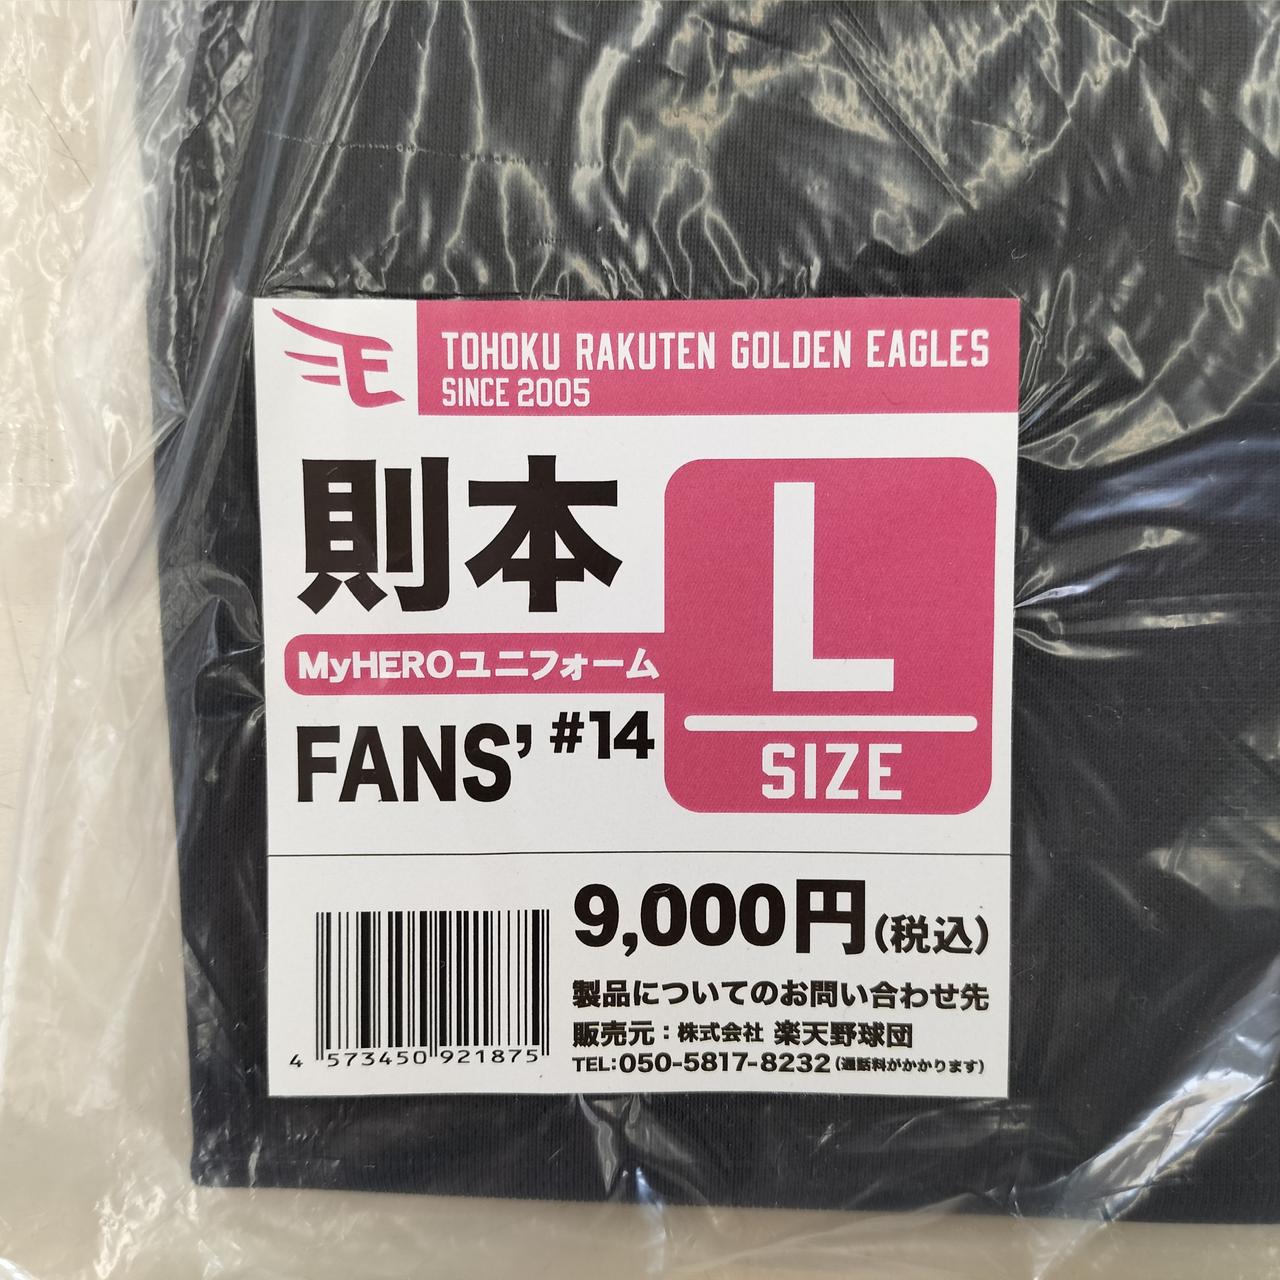 TOHOKU RAKUTEN GOLDEN EAGLES
SINCE 2005
則本
MyHEROユニフォーム
FANS' #14
L
SIZE
9,000円(税込)
製品についてのお問い合わせ先
販売元:株式会社 楽天野球団
TEL:050-5817-8232(通話料がかかります)
4 573450 921875